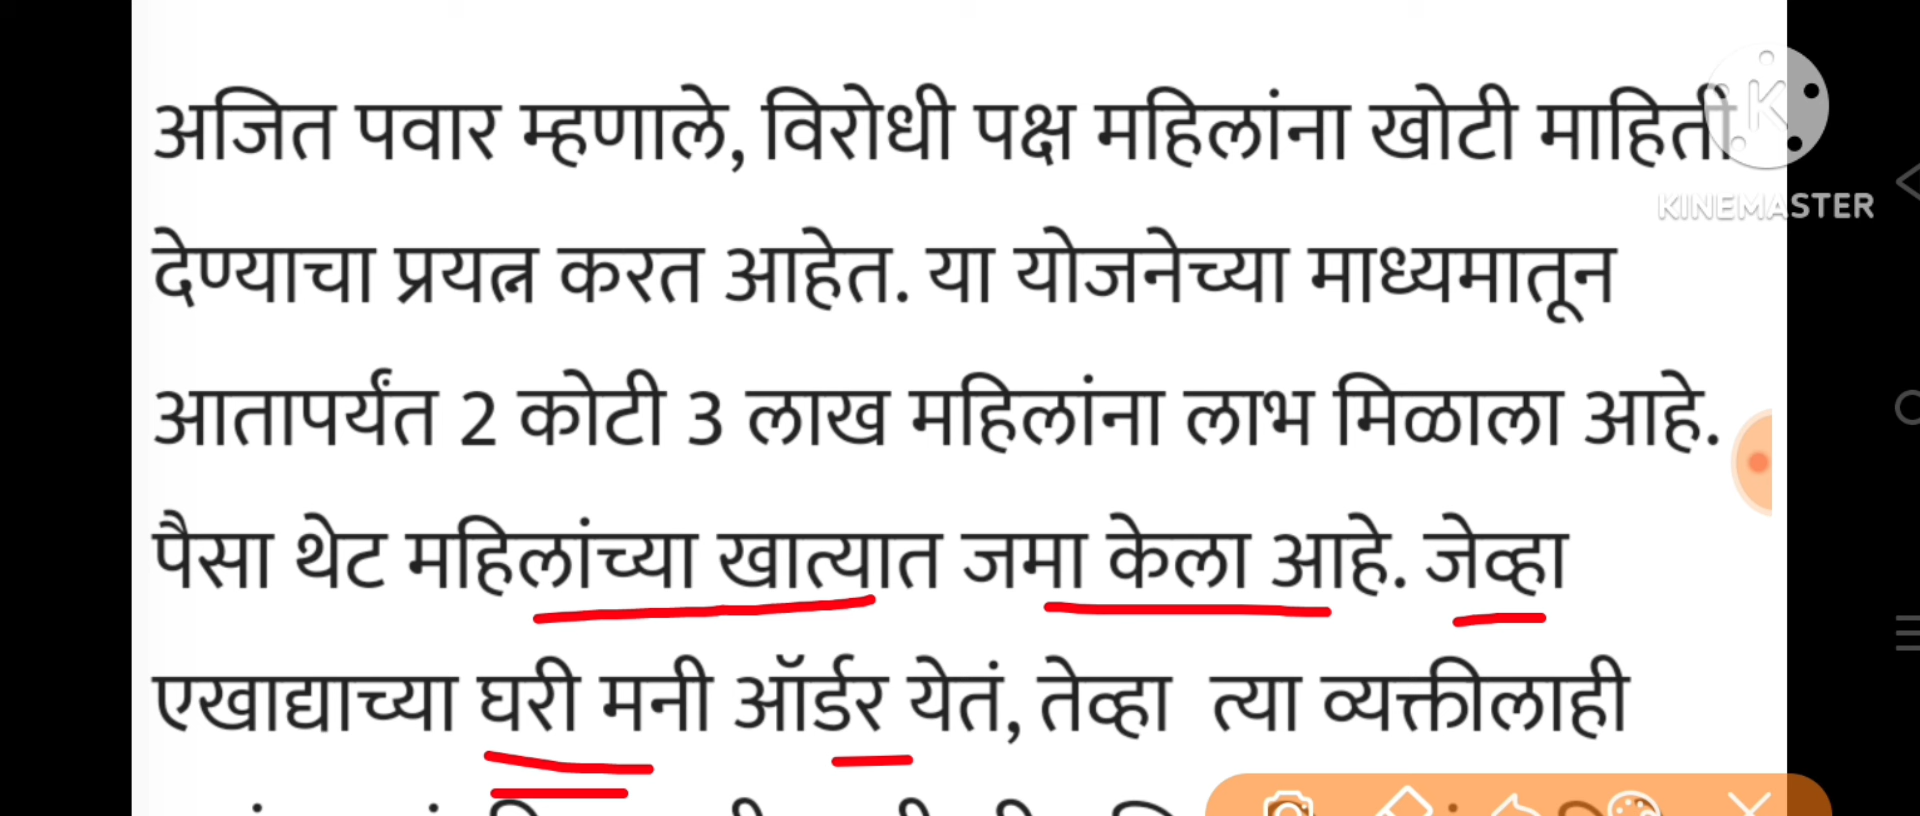 अजित पवार म्हणाले, विरोधी पक्ष महिलांना खोटी माहिती
KINEMASTER
देण्याचा प्रयत्न करत आहेत. या योजनेच्या माध्यमातून
आतापर्यंत 2 कोटी 3 लाख महिलांना लाभ मिळाला आहे.
पैसा थेट महिलांच्या खात्यात जमा केला आहे. जेव्हा
एखाद्याच्या घरी मनी ऑर्डर येतं, तेव्हा त्या व्यक्तीलाही